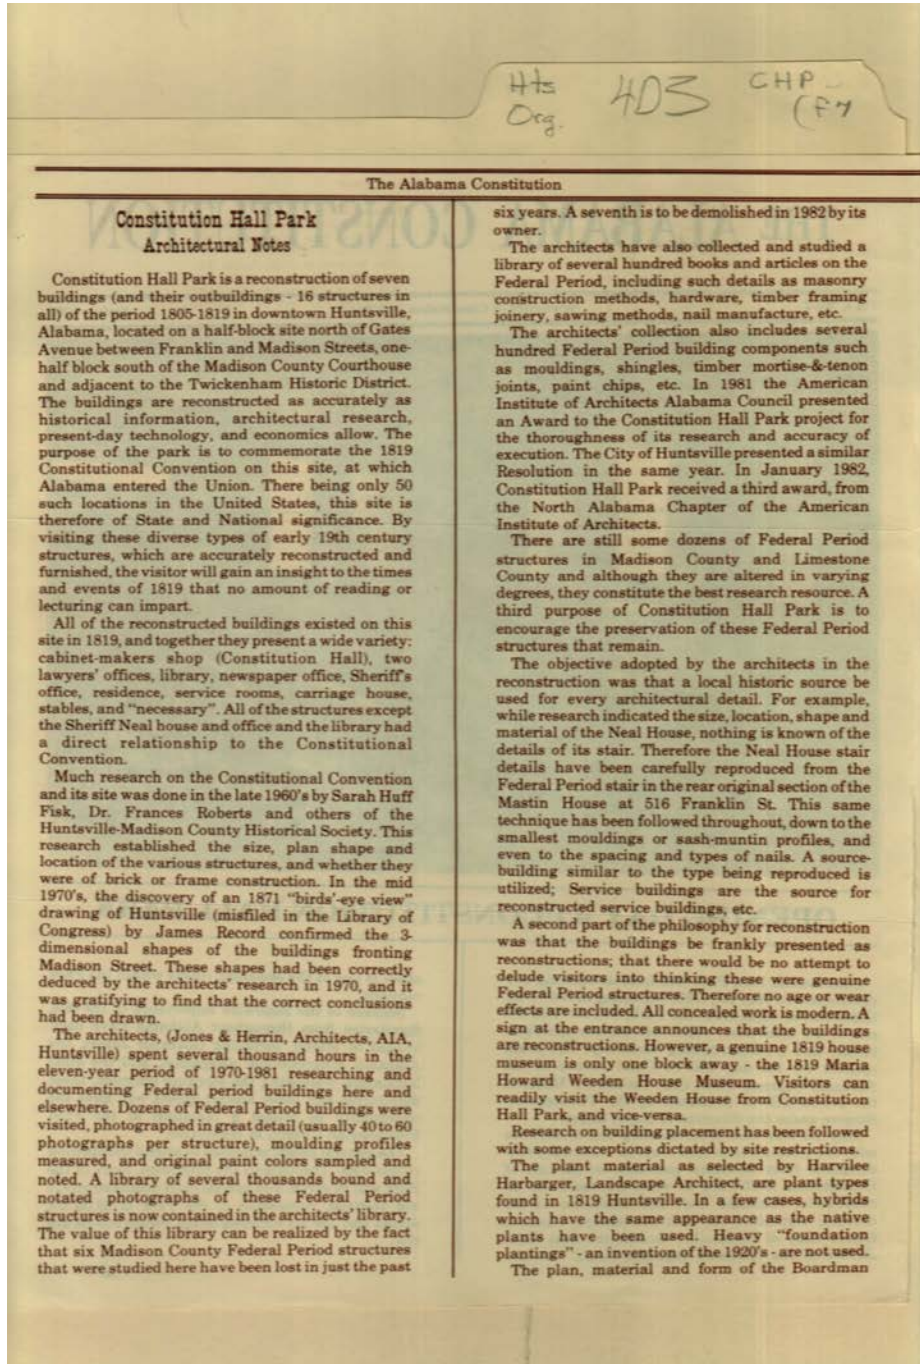 Hts
Org.
403
CHP
The Alabama Constitution
Constitution Hall Park
Architectural Notes
Constitution Hall Park is a reconstruction of seven
buildings (and their outbuildings - 16 structures in
all) of the period 1805-1819 in downtown Huntsville,
Alabama, located on a half-block site north of Gates
Avenue between Franklin and Madison Streets, one-
half block south of the Madison County Courthouse
and adjacent to the Twickenham Historic District.
The buildings are reconstructed as accurately as
historical information, architectural research,
present-day technology, and economics allow. The
purpose of the park is to commemorate the 1819
Constitutional Convention on this site, at which
Alabama entered the Union. There being only 50
such locations in the United States, this site is
therefore of State and National significance. By
visiting these diverse types of early 19th century
structures, which are accurately reconstructed and
furnished, the visitor will gain an insight to the times
and events of 1819 that no amount of reading or
lecturing can impart.
All of the reconstructed buildings existed on this
site in 1819, and together they present a wide variety:
cabinet-makers shop (Constitution Hall), two
lawyers' offices, library, newspaper office, Sheriff's
office, residence, service rooms, carriage house,
stables, and "necessary". All of the structures except
the Sheriff Neal house and office and the library had
a direct relationship to the Constitutional
Convention.
Much research on the Constitutional Convention
and its site was done in the late 1960's by Sarah Huff
Fisk, Dr. Frances Roberts and others of the
Huntsville-Madison County Historical Society. This
research established the size, plan shape and
location of the various structures, and whether they
were of brick or frame construction. In the mid
1970's, the discovery of an 1871 "birds'-eye view"
drawing of Huntsville (misfiled in the Library of
Congress) by James Record confirmed the 3-
dimensional shapes of the buildings fronting
Madison Street. These shapes had been correctly
deduced by the architects' research in 1970, and it
was gratifying to find that the correct conclusions
had been drawn.
The architects, (Jones & Herrin, Architects, AIA,
Huntsville) spent several thousand hours in the
eleven-year period of 1970-1981 researching and
documenting Federal period buildings here and
elsewhere. Dozens of Federal Period buildings were
visited, photographed in great detail (usually 40 to 60
photographs per structure), moulding profiles
measured, and original paint colors sampled and
noted. A library of several thousands bound and
notated photographs of these Federal Period
structures is now contained in the architects' library.
The value of this library can be realized by the fact
that six Madison County Federal Period structures
that were studied here have been lost in just the past
six years. A seventh is to be demolished in 1982 by its
owner.
The architects have also collected and studied a
library of several hundred books and articles on the
Federal Period, including such details as masonry
construction methods, hardware, timber framing
joinery, sawing methods, nail manufacture, etc.
The architects' collection also includes several
hundred Federal Period building components such
as mouldings, shingles, timber mortise-&-tenon
joints, paint chips, etc. In 1981 the American
Institute of Architects Alabama Council presented
an Award to the Constitution Hall Park project for
the thoroughness of its research and accuracy of
execution. The City of Huntsville presented a similar
Resolution in the same year. In January 1982,
Constitution Hall Park received a third award, from
the North Alabama Chapter of the American
Institute of Architects.
There are still some dozens of Federal Period
structures in Madison County and Limestone
County and although they are altered in varying
degrees, they constitute the best research resource. A
third purpose of Constitution Hall Park is to
encourage the preservation of these Federal Period
structures that remain.
The objective adopted by the architects in the
reconstruction was that a local historic source be
used for every architectural detail. For example,
while research indicated the size, location, shape and
material of the Neal House, nothing is known of the
details of its stair. Therefore the Neal House stair
details have been carefully reproduced from the
Federal Period stair in the rear original section of the
Mastin House at 516 Franklin St. This same
technique has been followed throughout, down to the
smallest mouldings or sash-muntin profiles, and
even to the spacing and types of nails. A source-
building similar to the type being reproduced is
utilized; Service buildings are the source for
reconstructed service buildings, etc.
A second part of the philosophy for reconstruction
was that the buildings be frankly presented as
reconstructions; that there would be no attempt to
delude visitors into thinking these were genuine
Federal Period structures. Therefore no age or wear
effects are included. All concealed work is modern. A
sign at the entrance announces that the buildings
are reconstructions. However, a genuine 1819 house
museum is only one block away - the 1819 Maria
Howard Weeden House Museum. Visitors can
readily visit the Weeden House from Constitution
Hall Park, and vice-versa.
Research on building placement has been followed
with some exceptions dictated by site restrictions.
The plant material as selected by Harvilee
Harbarger, Landscape Architect, are plant types
found in 1819 Huntsville. In a few cases, hybrids
which have the same appearance as the native
plants have been used. Heavy "foundation
plantings" - an invention of the 1920's - are not used.
The plan, material and form of the Boardman